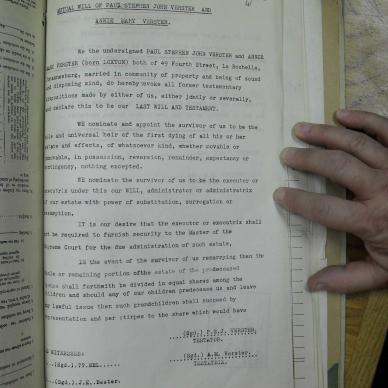 MUTUAL WILL OF PAUL STEPHEN JOHN VERSTER AND
ANNIE MARY VERSTER.
We the undersigned PAUL STEPHEN JOHN VERSTER and ANNIE
MARY VERSTER (born LOXTON) both of 49 Fourth Street, La Rochelle,
Johannesburg, married in community of property and being of sound
and disposing mind, do hereby revoke all former testamentary
dispositions made by either of us, either jointly or severally,
and declare this to be our LAST WILL AND TESTAMENT.
WE nominate and appoint the survivor of us to be the
sole and universal heir of the first dying of all his or her
estate and effects, of whatsoever kind, whether movable or
immovable, in possession, reversion, remainder, expectancy or
contingency, nothing excepted.
WE nominate the survivor of us to be the executor or
executrix under this our WILL, administrator or administratrix
of our estate with power of substitution, surrogation or
assumption.
IT is our desire that the executor or executrix shall
not be required to furnish security to the Master of the
Supreme Court for the due administration of such estate.
IN the event of the survivor of us remarrying then the
whole or remaining portion ofthe estate of the predeceased
spouse shall forthwith be divided in equal shares among the
children and should any of our children predecease us and leave
any lawful issue then such grandchildren shall succeed by
representation and per stirpes to the share which would have
(Sgd.) P.S.J. VERSTER.
TESTATOR.
AS WITNESSES:
(Sgd.) A.M. Verster.
TESTATRIX.
(Sgd.) ?? NEL.
(Sgd.) J.E.